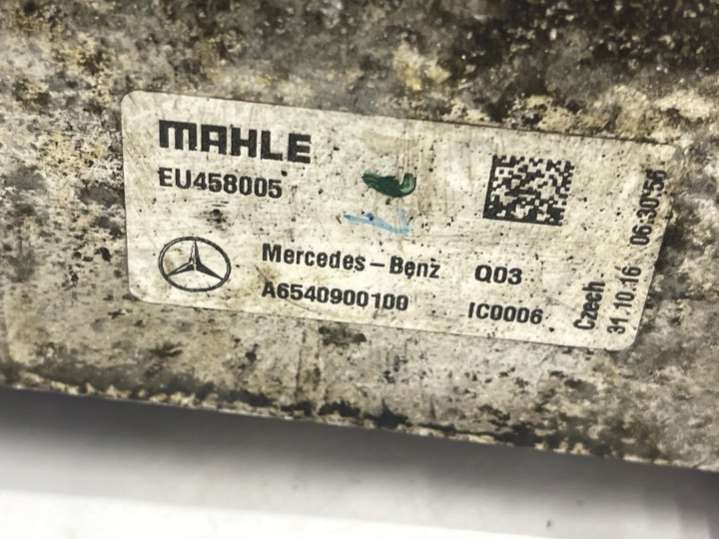 MAHLE
EU458005
Mercedes-Benz Q03
A6540900100 IC0006
Czech
31.10.16 06:30:56